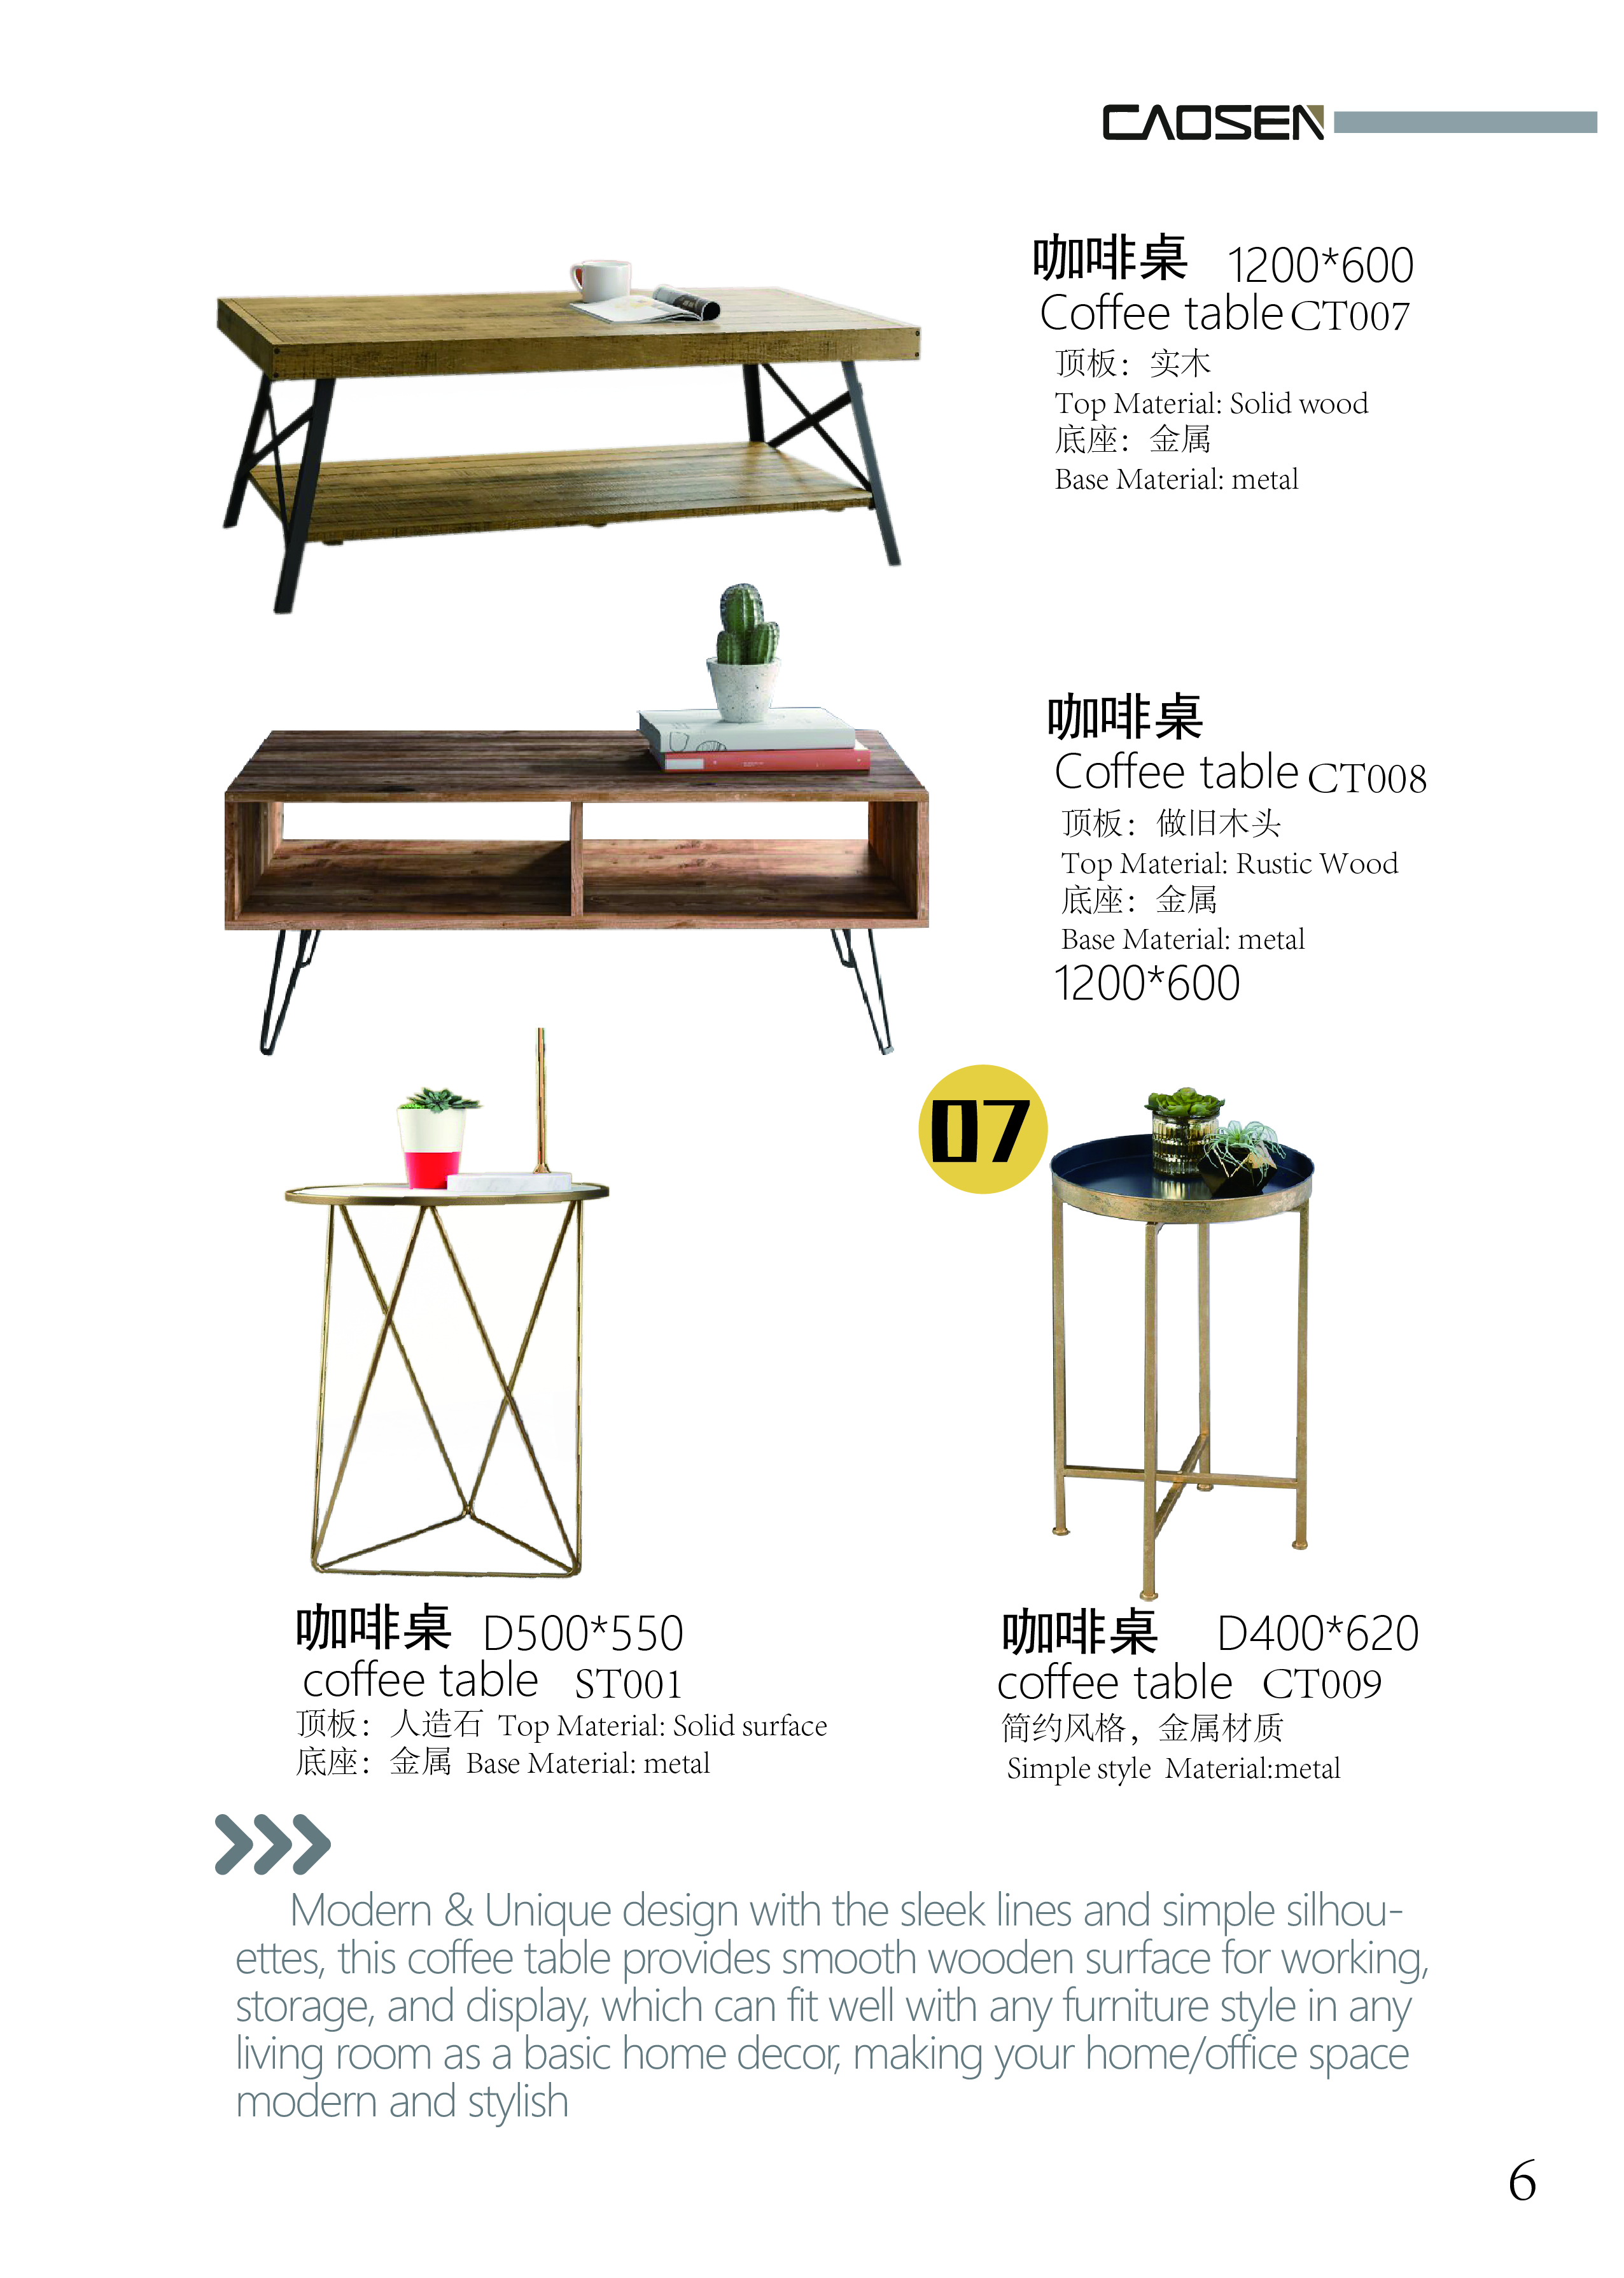 CAOSEN
咖啡桌 1200*600
Coffee table CT007
顶板：实木
Top Material: Solid wood
底座：金属
Base Material: metal
咖啡桌
Coffee table CT008
顶板：做旧木头
Top Material: Rustic Wood
底座：金属
Base Material: metal
1200*600
07
咖啡桌 D500*550
coffee table ST001
顶板：人造石 Top Material: Solid surface
底座：金属 Base Material: metal
咖啡桌 D400*620
coffee table CT009
简约风格，金属材质
Simple style Material:metal
Modern & Unique design with the sleek lines and simple silhou-
ettes, this coffee table provides smooth wooden surface for working,
storage, and display, which can fit well with any furniture style in any
living room as a basic home decor, making your home/office space
modern and stylish
6